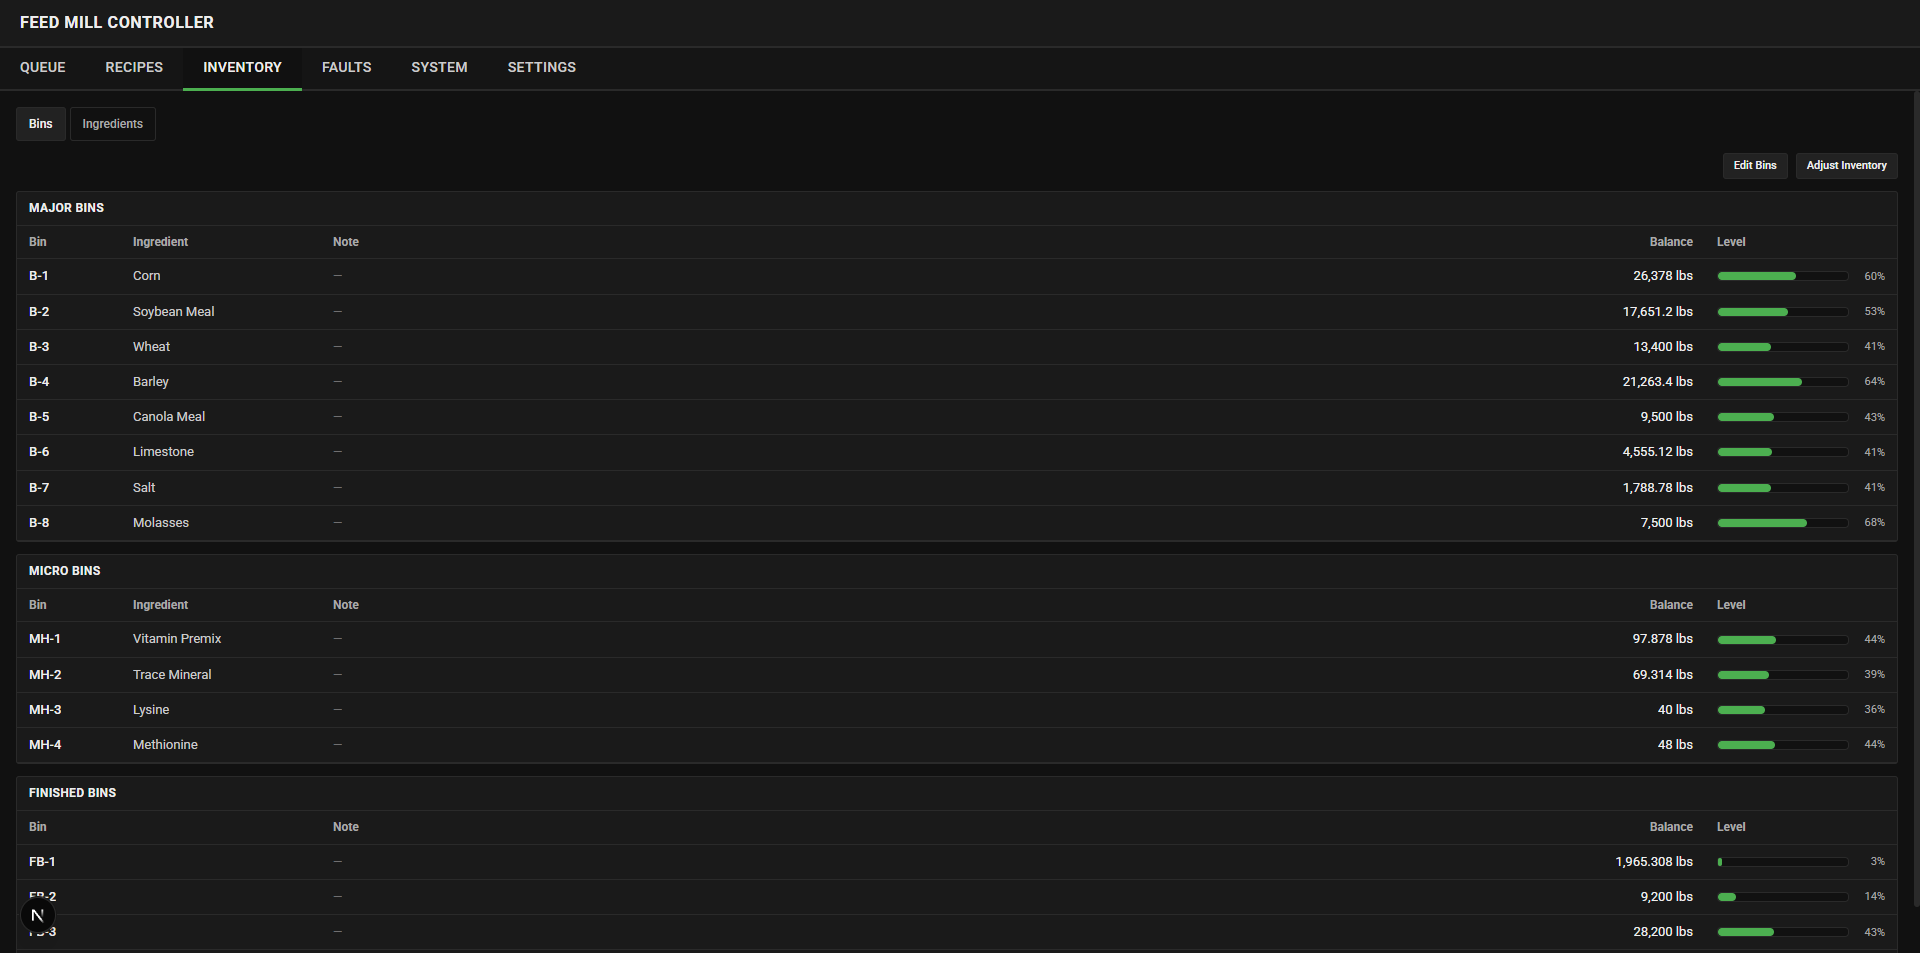 FEED MILL CONTROLLER
QUEUE RECIPES INVENTORY FAULTS SYSTEM SETTINGS
Bins Ingredients
Edit Bins Adjust Inventory
MAJOR BINS
Bin Ingredient Note Balance Level
B-1 Corn — 26,378 lbs 60%
B-2 Soybean Meal — 17,651.2 lbs 53%
B-3 Wheat — 13,400 lbs 41%
B-4 Barley — 21,263.4 lbs 64%
B-5 Canola Meal — 9,500 lbs 43%
B-6 Limestone — 4,555.12 lbs 41%
B-7 Salt — 1,788.78 lbs 41%
B-8 Molasses — 7,500 lbs 68%
MICRO BINS
Bin Ingredient Note Balance Level
MH-1 Vitamin Premix — 97.878 lbs 44%
MH-2 Trace Mineral — 69.314 lbs 39%
MH-3 Lysine — 40 lbs 36%
MH-4 Methionine — 48 lbs 44%
FINISHED BINS
Bin Note Balance Level
FB-1 — 1,965.308 lbs 3%
FB-2 — 9,200 lbs 14%
N
FB-3 — 28,200 lbs 43%